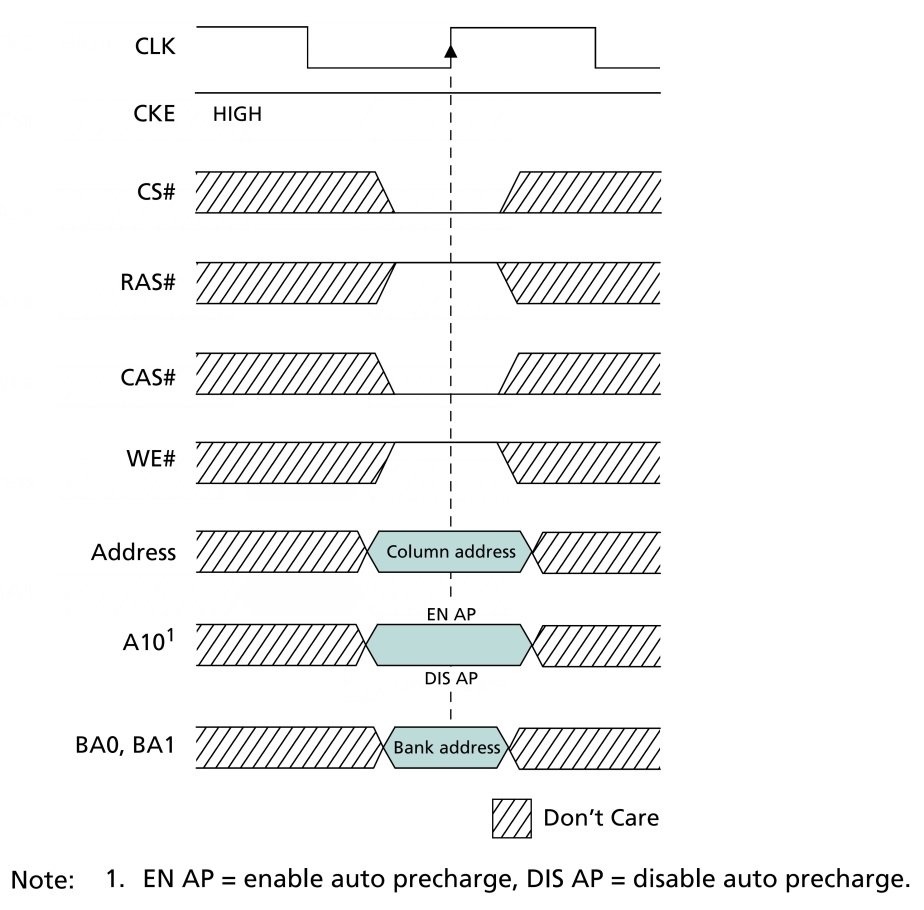 CLK
CKE HIGH
CS#
RAS#
CAS#
WE#
Address Column address
EN AP
A10¹
DIS AP
BA0, BA1 Bank address
Don't Care
Note: 1. EN AP = enable auto precharge, DIS AP = disable auto precharge.